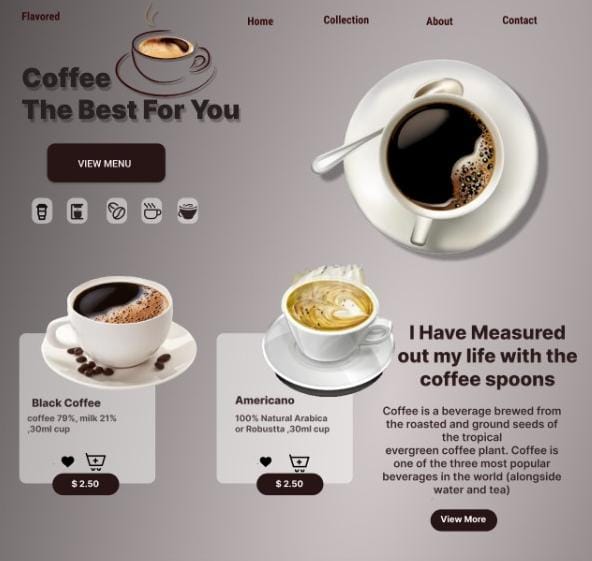 Flavored
Home
Collection
About
Contact
Coffee
The Best For You
VIEW MENU
Black Coffee
coffee 79%, milk 21%
,30ml cup
$ 2.50
Americano
100% Natural Arabica
or Robustta ,30ml cup
$ 2.50
I Have Measured
out my life with the
coffee spoons
Coffee is a beverage brewed from
the roasted and ground seeds of
the tropical
evergreen coffee plant. Coffee is
one of the three most popular
beverages in the world (alongside
water and tea)
View More